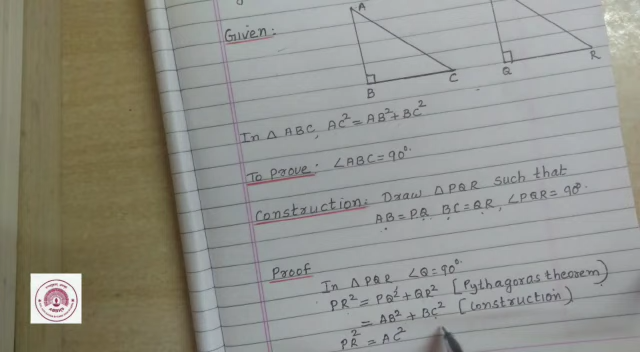 Given:
A
B
C
Q
R
In △ ABC, AC² = AB² + BC²
To Prove: ∠ABC = 90°.
Construction: Draw △PQR such that
AB = PQ, BC = QR, ∠PQR = 90°.
Proof
In △PQR ∠Q = 90°.
PR² = PQ² + QR² [Pythagoras theorem)
= AB² + BC² [Construction)
PR² = AC²